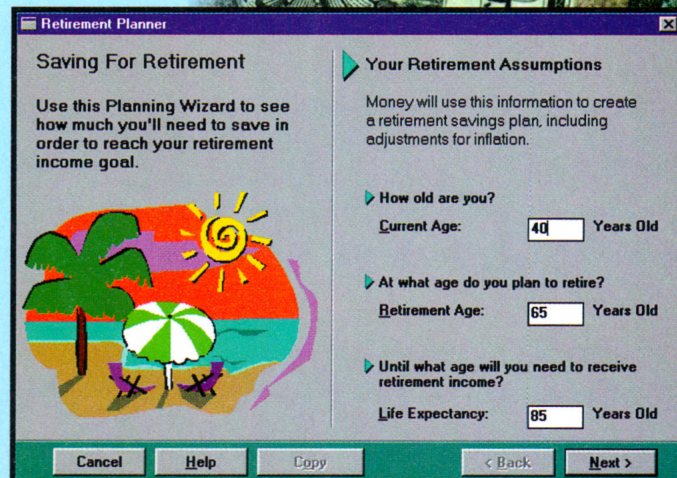 Retirement Planner
Saving For Retirement
Use this Planning Wizard to see
how much you'll need to save in
order to reach your retirement
income goal.
Your Retirement Assumptions
Money will use this information to create
a retirement savings plan, including
adjustments for inflation.
How old are you?
Current Age: 40 Years Old
At what age do you plan to retire?
Retirement Age: 65 Years Old
Until what age will you need to receive
retirement income?
Life Expectancy: 85 Years Old
Cancel Help Copy < Back Next >